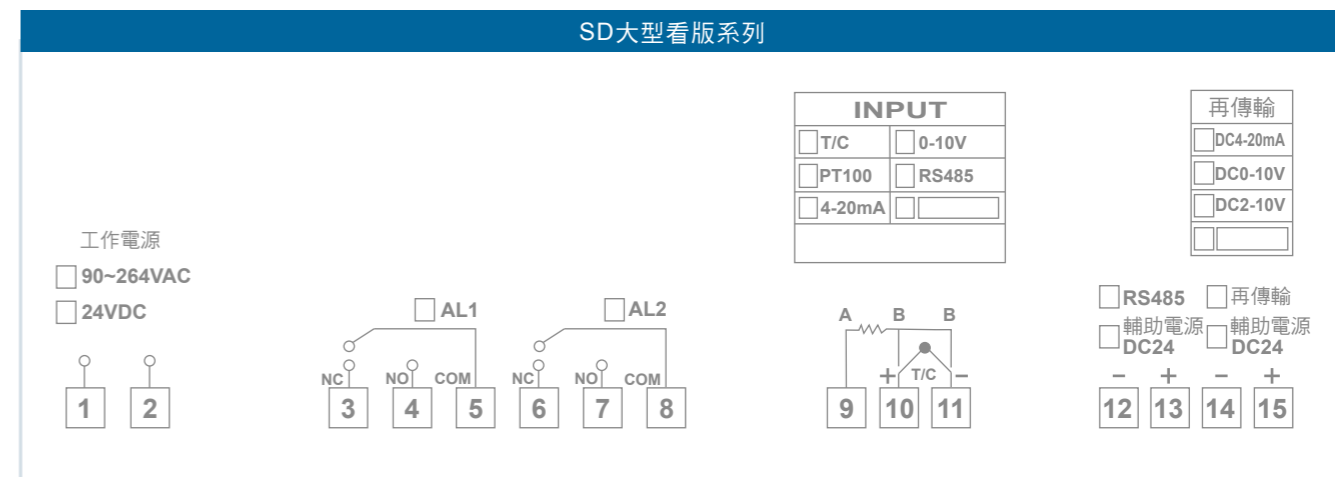 SD大型看版系列
INPUT
T/C 0-10V
PT100 RS485
4-20mA
再傳輸
DC4-20mA
DC0-10V
DC2-10V
工作電源
90~264VAC
24VDC
AL1
AL2
NC NO COM NC NO COM
A B B
+ T/C −
RS485 再傳輸
輔助電源 輔助電源
DC24 DC24
− + − +
1 2 3 4 5 6 7 8 9 10 11 12 13 14 15